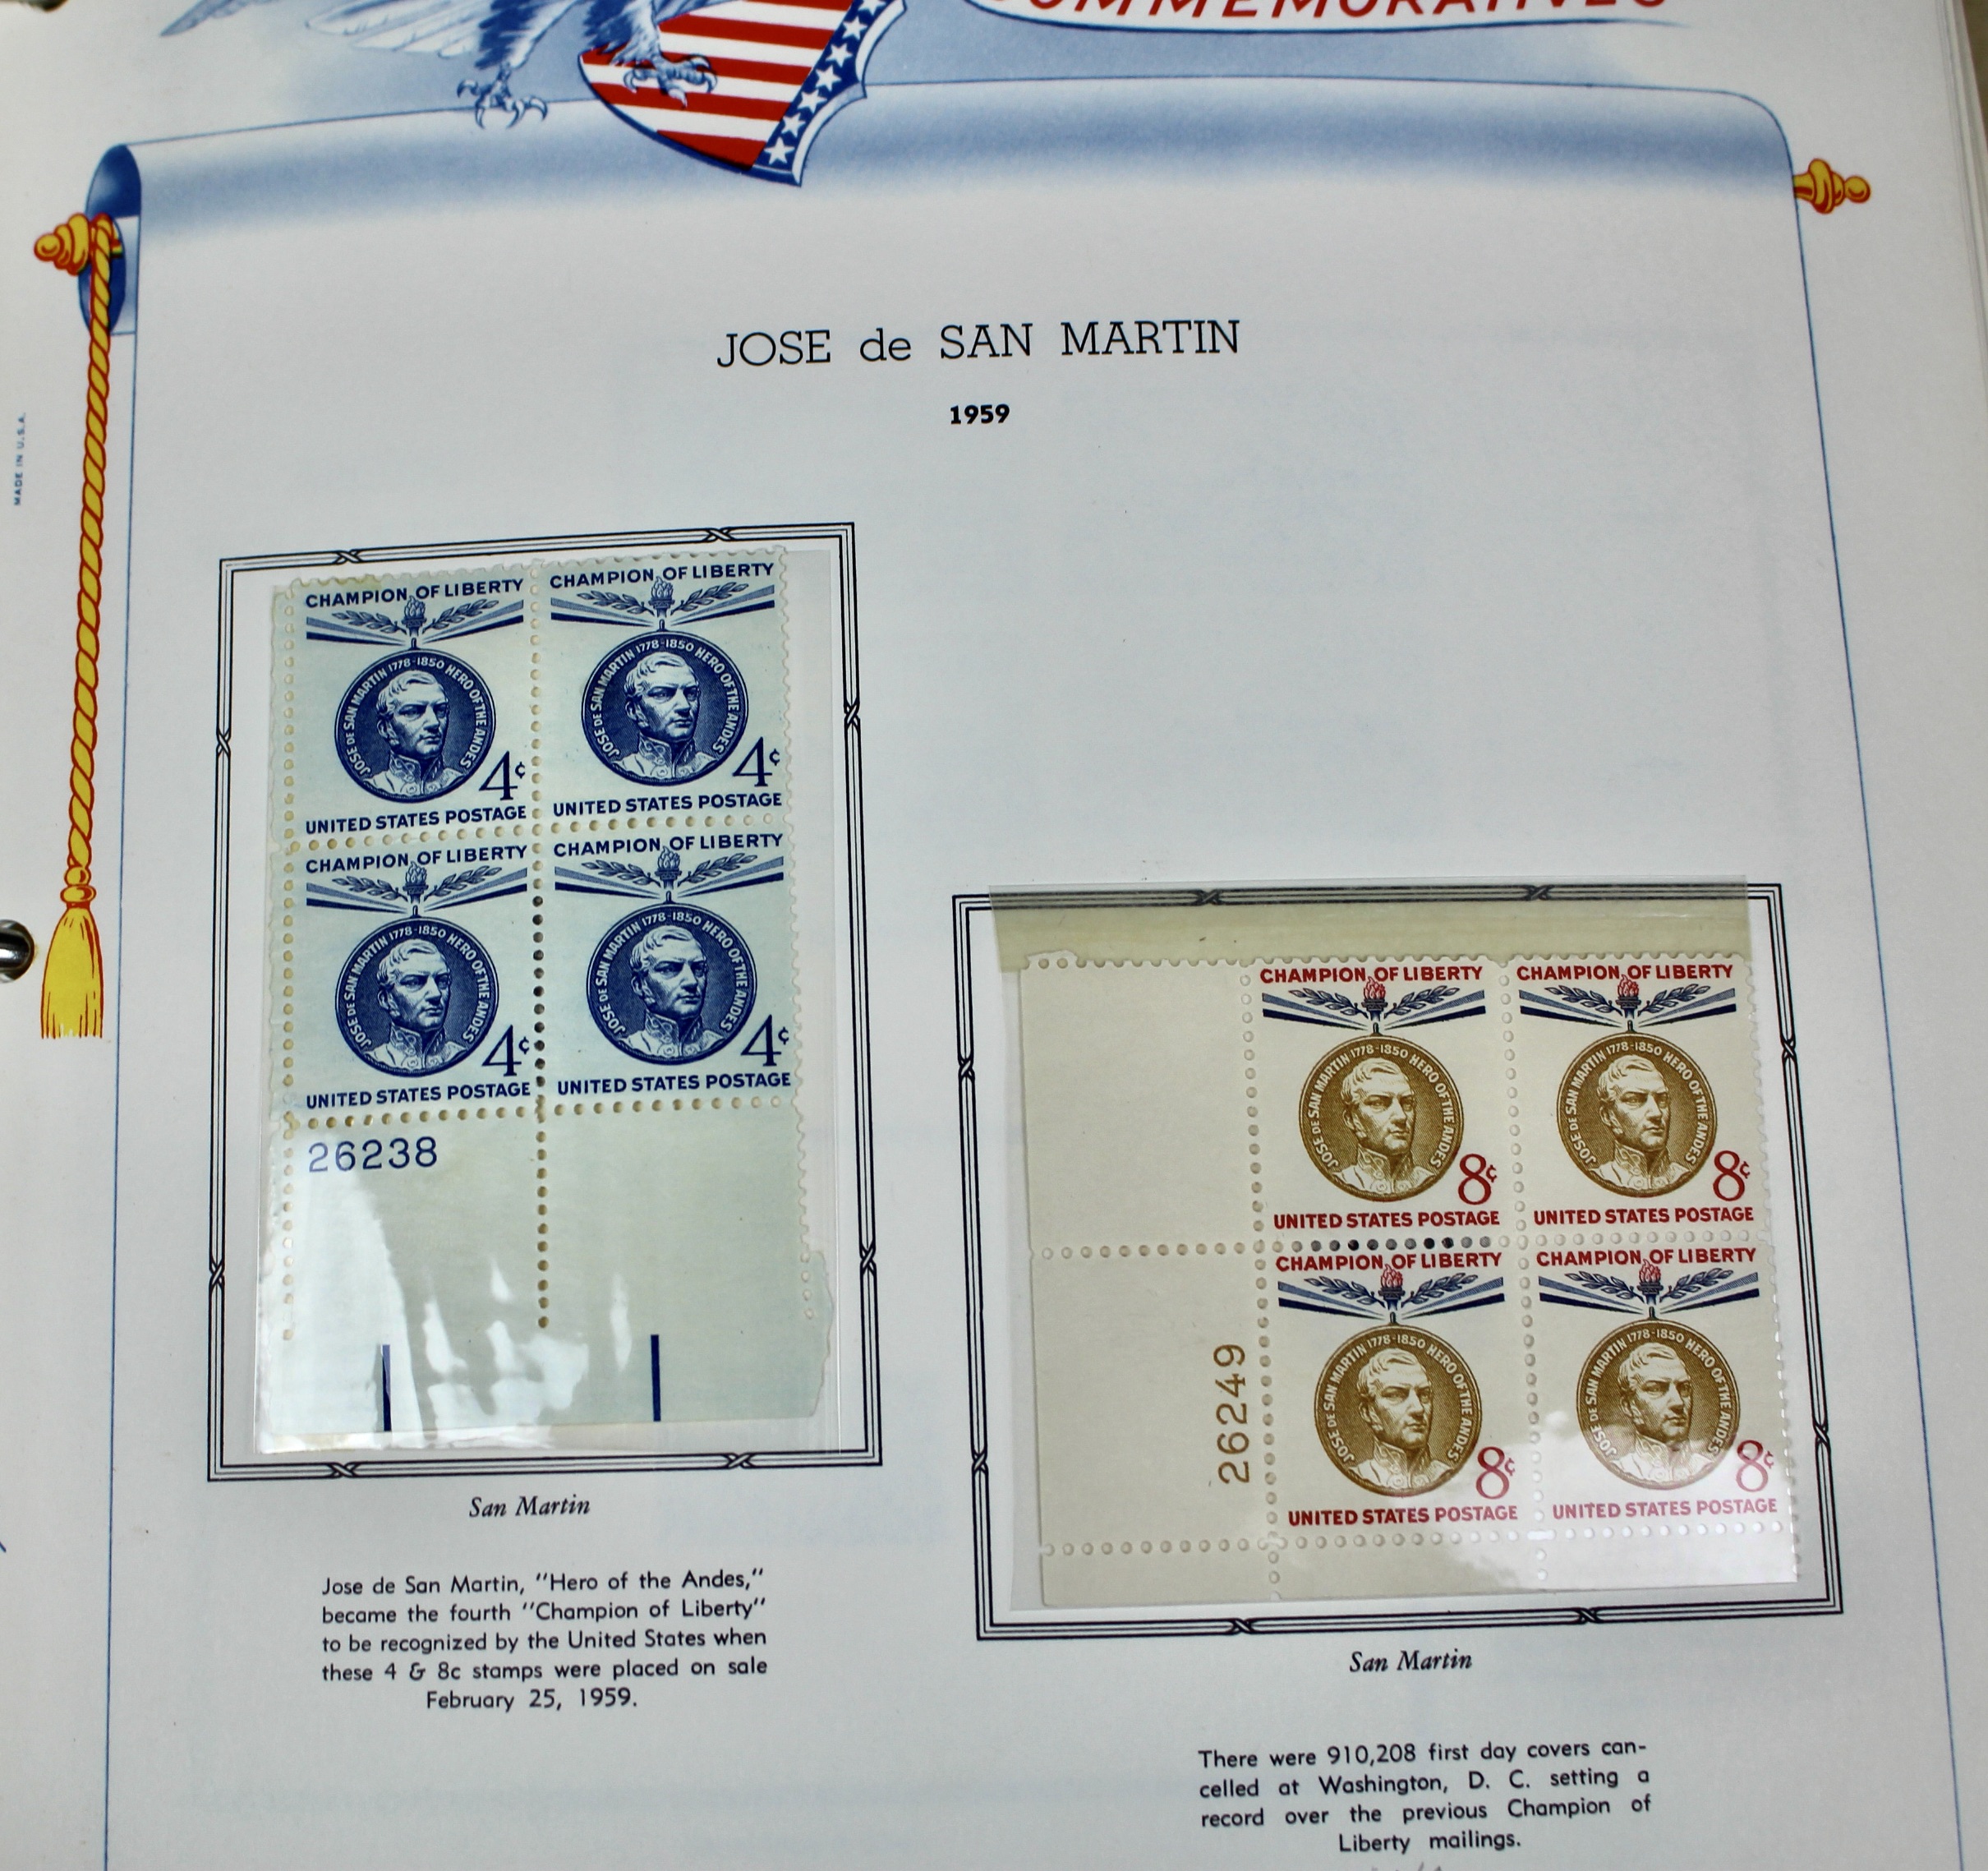 COMMEMORATIVES
MADE IN U.S.A.
JOSE de SAN MARTIN
1959
CHAMPION OF LIBERTY
JOSE DE SAN MARTIN 1778-1850 HERO OF THE ANDES
4¢
UNITED STATES POSTAGE
CHAMPION OF LIBERTY
JOSE DE SAN MARTIN 1778-1850 HERO OF THE ANDES
4¢
UNITED STATES POSTAGE
CHAMPION OF LIBERTY
JOSE DE SAN MARTIN 1778-1850 HERO OF THE ANDES
4¢
UNITED STATES POSTAGE
CHAMPION OF LIBERTY
JOSE DE SAN MARTIN 1778-1850 HERO OF THE ANDES
4¢
UNITED STATES POSTAGE
26238
San Martin
Jose de San Martin, "Hero of the Andes,"
became the fourth "Champion of Liberty"
to be recognized by the United States when
these 4 & 8c stamps were placed on sale
February 25, 1959.
CHAMPION OF LIBERTY
JOSE DE SAN MARTIN 1778-1850 HERO OF THE ANDES
8¢
UNITED STATES POSTAGE
CHAMPION OF LIBERTY
JOSE DE SAN MARTIN 1778-1850 HERO OF THE ANDES
8¢
UNITED STATES POSTAGE
CHAMPION OF LIBERTY
JOSE DE SAN MARTIN 1778-1850 HERO OF THE ANDES
8¢
UNITED STATES POSTAGE
CHAMPION OF LIBERTY
JOSE DE SAN MARTIN 1778-1850 HERO OF THE ANDES
8¢
UNITED STATES POSTAGE
26249
San Martin
There were 910,208 first day covers can-
celled at Washington, D. C. setting a
record over the previous Champion of
Liberty mailings.